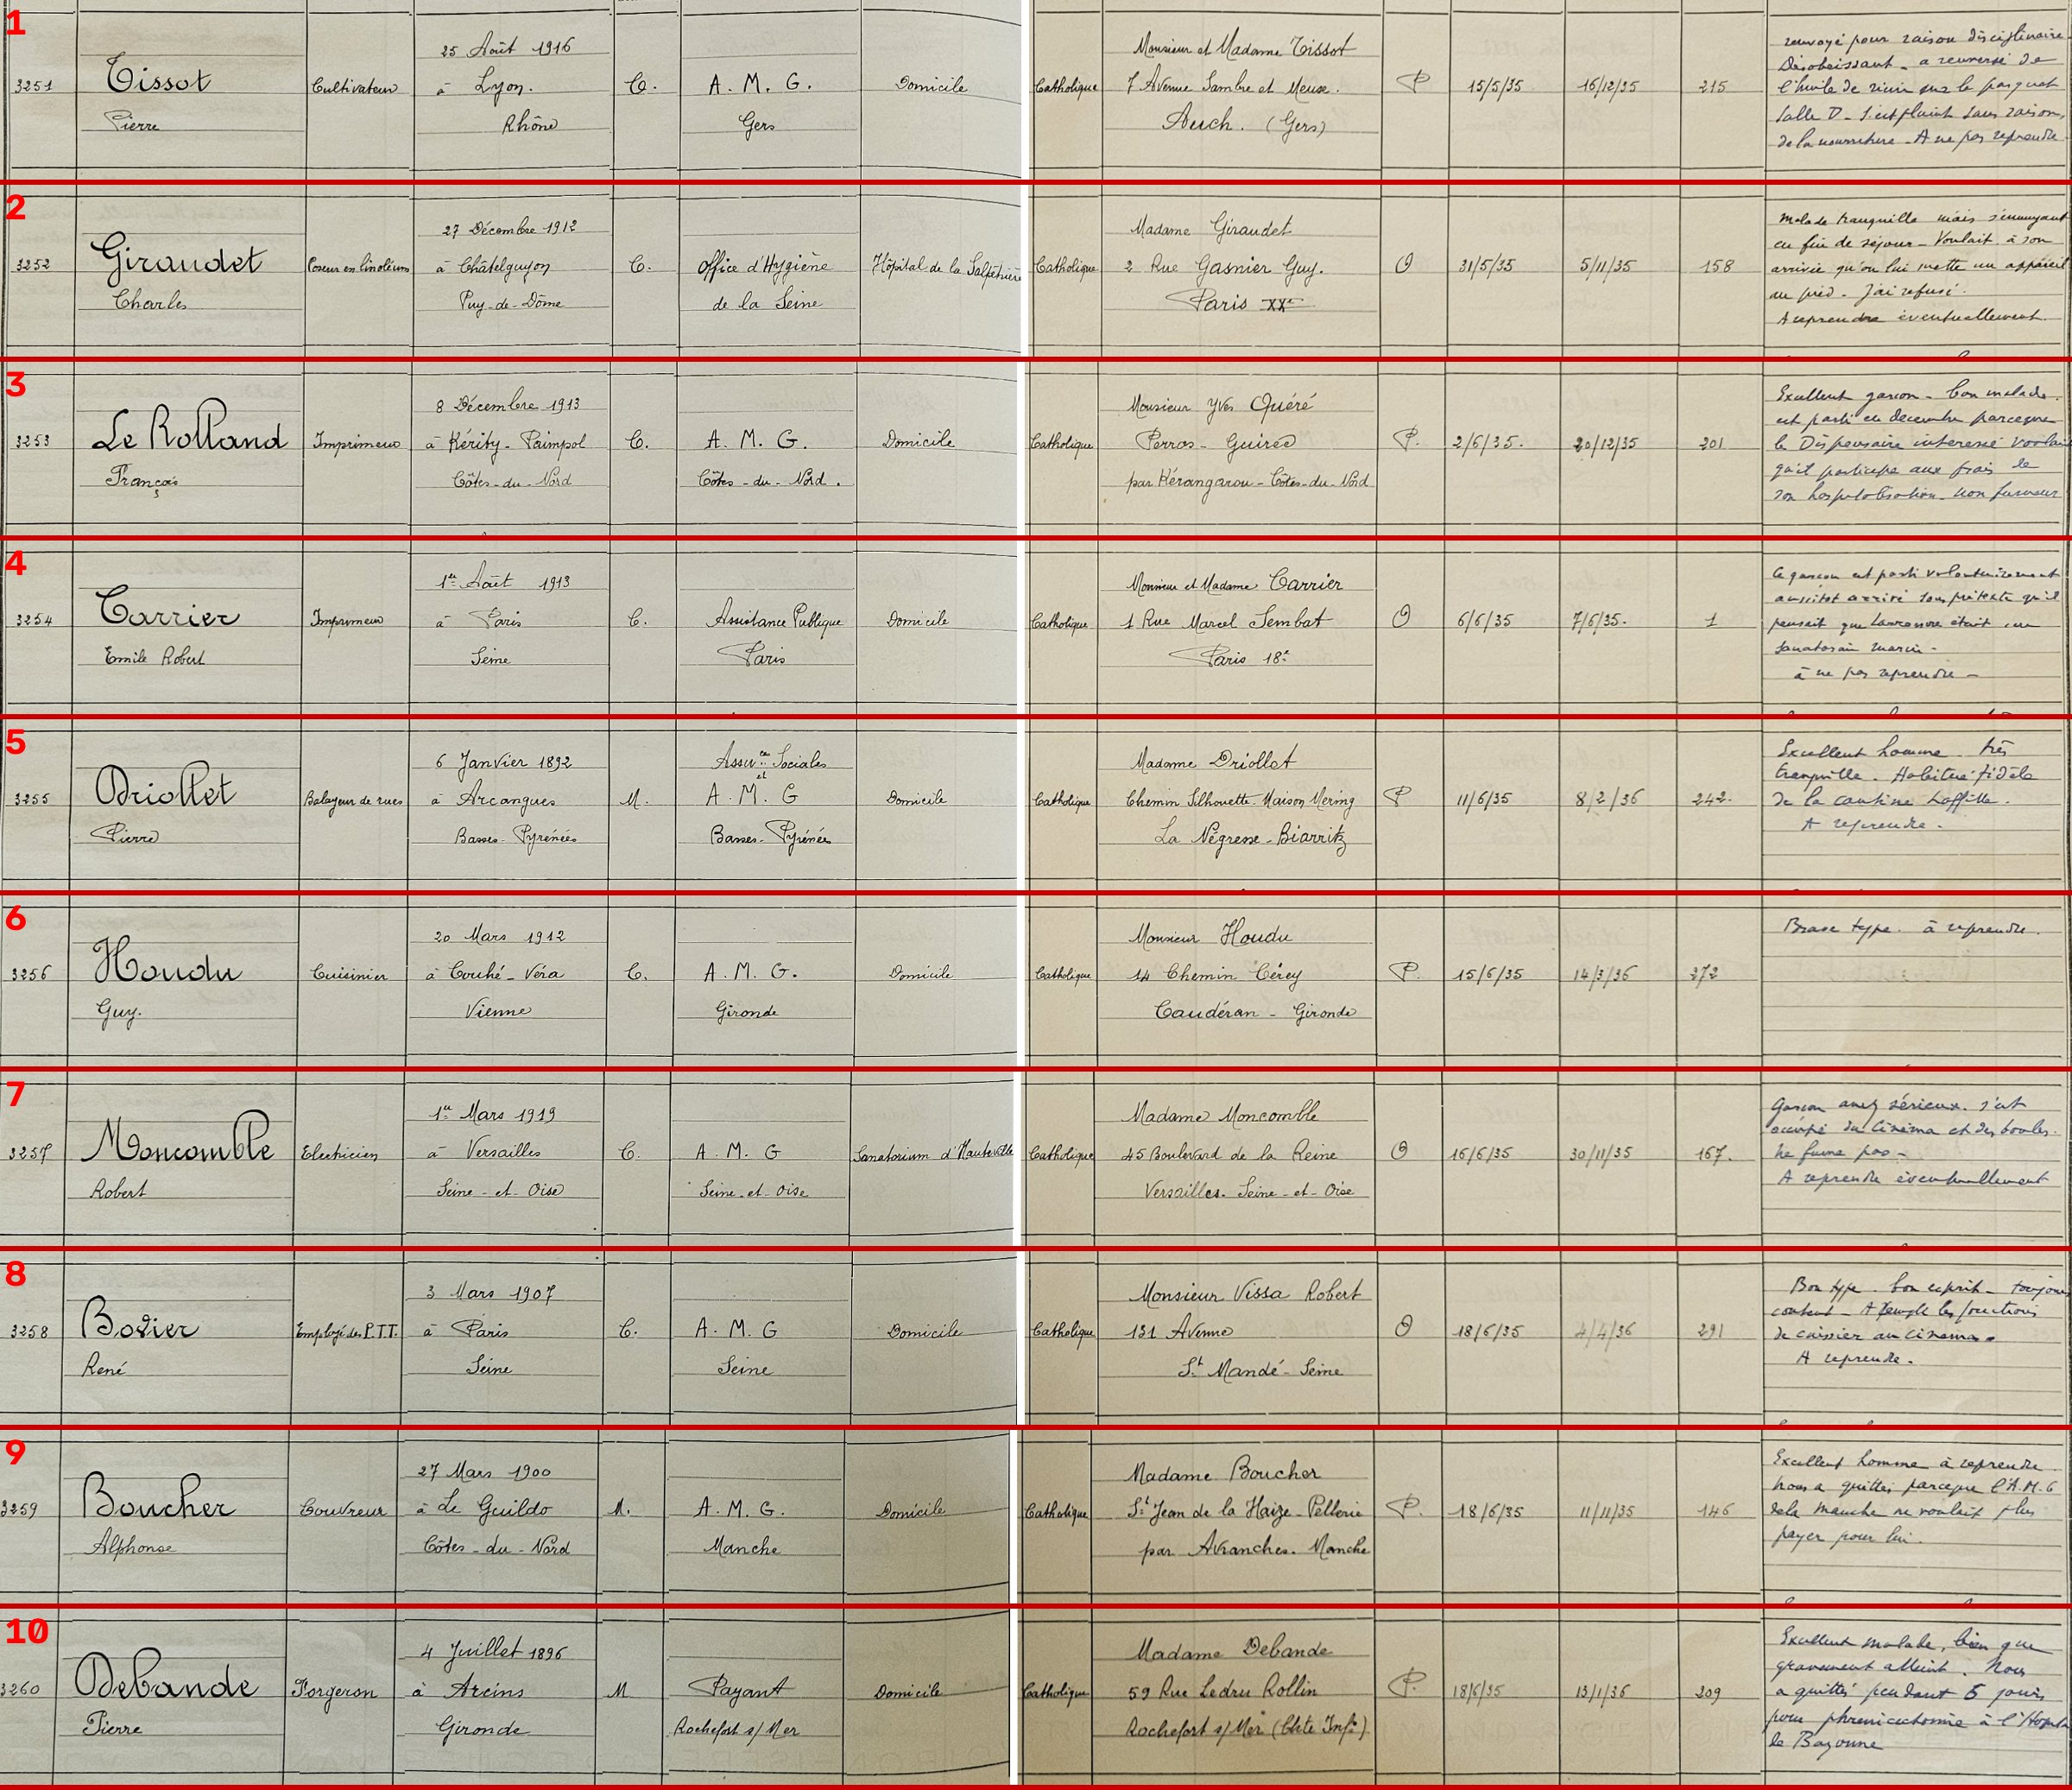 1
3251
Tissot
Pierre
Cultivateur
25 Août 1916
à Lyon.
Rhône
C.
A. M. G.
Gers
Domicile
Catholique
Monsieur et Madame Tissot
7 Avenue Sambre et Meuse.
Auch. (Gers)
P
15/5/35
16/12/35
215
renvoyé pour raison disciplinaire.
Désobeissant - a renversé de
l'huile de ricin sur le parquet
Salle D - s'est plaint sans raison,
de la nourriture - A ne pas reprendre.
2
3252
Giraudet
Charles
Poseur en linoléum
27 Décembre 1912
à Châtelguyon
Puy-de-Dôme
C.
Office d'Hygiène
de la Seine
Hôpital de la Salpêtrière
Catholique
Madame Giraudet
2 Rue Gasnier Guy.
Paris XXe
O
31/5/35
5/11/35
158
Malade tranquille mais s'ennuyant
en fin de séjour - Voulait à son
arrivée qu'on lui mette un appareil
au pied - J'ai refusé.
A reprendre éventuellement.
3
3253
Le Rolland
François
Imprimeur
8 Décembre 1913
à Kérity-Paimpol
Côtes-du-Nord
C.
A. M. G.
Côtes-du-Nord.
Domicile
Catholique
Monsieur Yves Quéré
Perros-Guirec
par Kérangarou-Côtes-du-Nord
P.
2/6/35.
20/12/35
201
Excellent garcon - bon malade.
est parti en decembre parceque
le Dispensaire interessé voulait
qu'il participe aux frais de
son hospitalisation - non fumeur
4
3254
Carrier
Emile Robert
Imprimeur
1er Août 1913
à Paris
Seine
C.
Assistance Publique
Paris
Domicile
Catholique
Monsieur et Madame Carrier
1 Rue Marcel Sembat
Paris 18e
O
6/6/35
7/6/35.
1
Ce garcon est parti volontairement
aussitot arrivé sous prétexte qu'il
pensait que était un
sanatorium marin -
à ne pas reprendre -
5
3255
Driollet
Pierre
Balayeur de rues
6 Janvier 1892
à Arcangues
Basses-Pyrénées
M.
Assurces Sociales
et
A. M. G
Basses-Pyrénées
Domicile
Catholique
Madame Driollet
Chemin Silhouette. Maison Mering
La Négresse-Biarritz
P
11/6/35
8/2/36
242.
Excellent homme - très
tranquille. Habitué fidèle
de la cantine Laffitte.
A reprendre.
6
3256
Houdu
Guy.
Cuisinier
20 Mars 1912
à Couhé-Véra
Vienne
C.
A. M. G.
Gironde
Domicile
Catholique
Monsieur Houdu
14 Chemin Cérey
Caudéran - Gironde
P.
15/6/35
14/3/36
272
Brave type. à reprendre.
7
3257
Moncomble
Robert
Electricien
1er Mars 1919
à Versailles
Seine-et-Oise
C.
A. M. G
Seine-et-Oise
Sanatorium d'Hauteville
Catholique
Madame Moncomble
45 Boulevard de la Reine
Versailles. Seine-et-Oise
O
16/6/35
30/11/35
167.
Garcon assez sérieux. s'est
occupé du Cinéma et des boules.
ne fume pas -
A reprendre éventuellement
8
3258
Bovier
René
Employé des P.T.T.
3 Mars 1907
à Paris
Seine
C.
A. M. G
Seine
Domicile
Catholique
Monsieur Vissa Robert
131 Avenue
St Mandé-Seine
O
18/6/35
4/4/36
291
Bon type. bon esprit - toujours
content - A rempli les fonctions
de caissier au cinema.
A reprendre.
9
3259
Boucher
Alphonse
Couvreur
27 Mars 1900
à Le Guildo
Côtes-du-Nord
M.
A. M. G.
Manche
Domicile
Catholique
Madame Boucher
St Jean de la Haize-Pellerie
par Avranches. Manche
P.
18/6/35
11/11/35
146
Excellent homme à reprendre
nous a quittés parceque l'A.M.G
de la Manche ne voulait plus
payer pour lui.
10
3260
Debande
Pierre
Forgeron
4 Juillet 1896
à Arcins
Gironde
M
Payant
Rochefort s/Mer
Domicile
Catholique
Madame Debande
59 Rue Ledru Rollin
Rochefort s/Mer (Chte Infre).
P.
18/6/35
13/1/36
209
Excellent malade, bien que
gravement atteint. Nous
a quittés pendant 5 jours
pour phrenicectomie à l'Hopital
de Bayonne